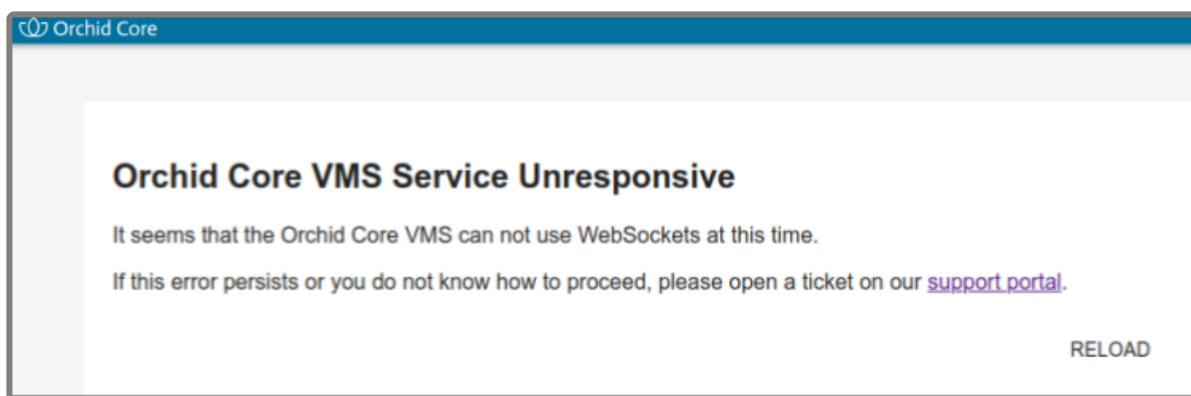 Orchid Core
Orchid Core VMS Service Unresponsive
It seems that the Orchid Core VMS can not use WebSockets at this time.
If this error persists or you do not know how to proceed, please open a ticket on our support portal.
RELOAD